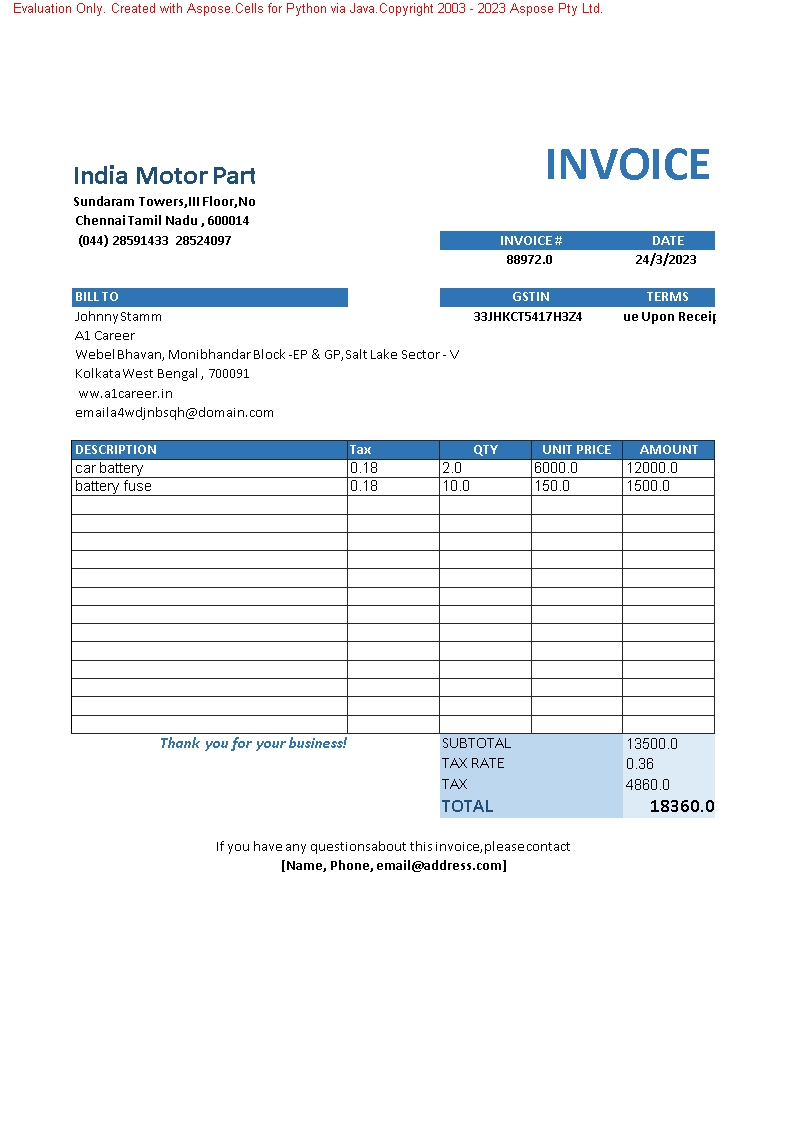 Evaluation Only. Created with Aspose.Cells for Python via Java.Copyright 2003 - 2023 Aspose Pty Ltd.
INVOICE
India Motor Part
Sundaram Towers,III Floor,No
Chennai Tamil Nadu , 600014
(044) 28591433 28524097
INVOICE # DATE
88972.0 24/3/2023
BILL TO GSTIN TERMS
Johnny Stamm 33JHKCT5417H3Z4 ue Upon Receip
A1 Career
Webel Bhavan, Monibhandar Block -EP & GP,Salt Lake Sector - V
Kolkata West Bengal , 700091
ww.a1career.in
emaila4wdjnbsqh@domain.com
DESCRIPTION Tax QTY UNIT PRICE AMOUNT
car battery 0.18 2.0 6000.0 12000.0
battery fuse 0.18 10.0 150.0 1500.0
Thank you for your business! SUBTOTAL 13500.0
TAX RATE 0.36
TAX 4860.0
TOTAL 18360.0
If you have any questions about this invoice, please contact
[Name, Phone, email@address.com]